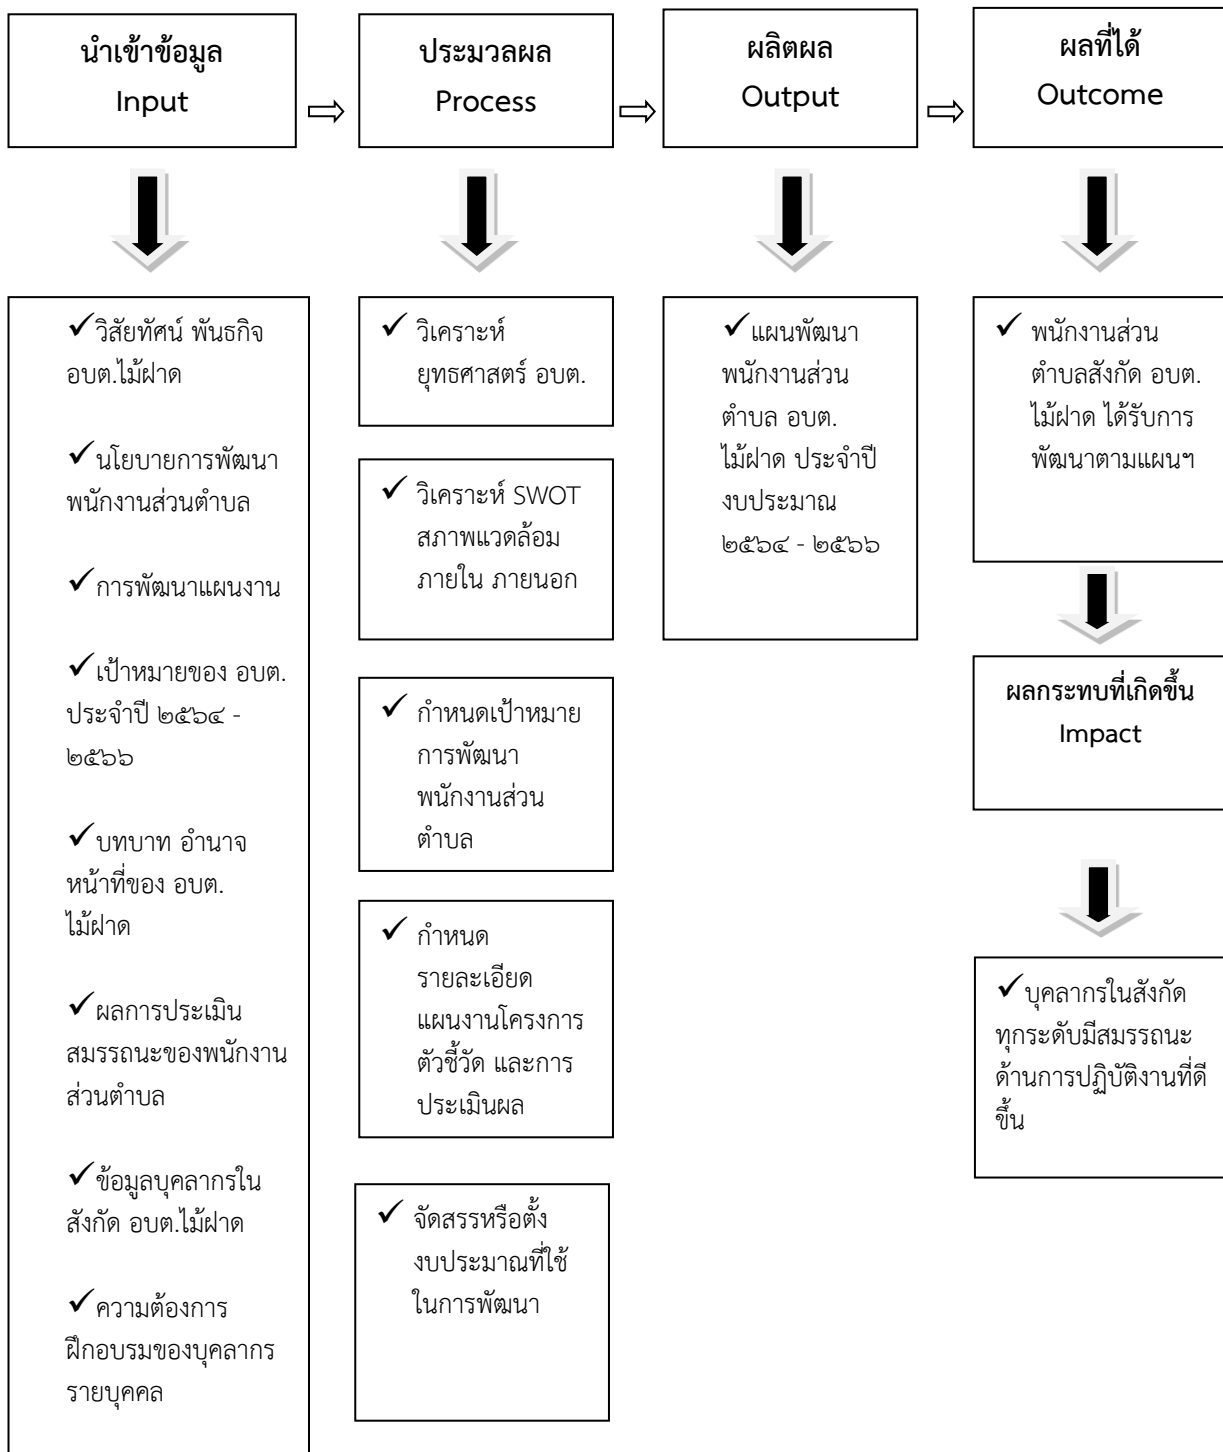 นำเข้าข้อมูล
Input
ประมวลผล
Process
ผลิตผล
Output
ผลที่ได้
Outcome
✓วิสัยทัศน์ พันธกิจ
อบต.ไม้ฝาด
✓นโยบายการพัฒนา
พนักงานส่วนตำบล
✓การพัฒนาแผนงาน
✓เป้าหมายของ อบต.
ประจำปี ๒๕๖๔ -
๒๕๖๖
✓บทบาท อำนาจ
หน้าที่ของ อบต.
ไม้ฝาด
✓ผลการประเมิน
สมรรถนะของพนักงาน
ส่วนตำบล
✓ข้อมูลบุคลากรใน
สังกัด อบต.ไม้ฝาด
✓ความต้องการ
ฝึกอบรมของบุคลากร
รายบุคคล
✓ วิเคราะห์
ยุทธศาสตร์ อบต.
✓ วิเคราะห์ SWOT
สภาพแวดล้อม
ภายใน ภายนอก
✓ กำหนดเป้าหมาย
การพัฒนา
พนักงานส่วน
ตำบล
✓ กำหนด
รายละเอียด
แผนงานโครงการ
ตัวชี้วัด และการ
ประเมินผล
✓ จัดสรรหรือตั้ง
งบประมาณที่ใช้
ในการพัฒนา
✓แผนพัฒนา
พนักงานส่วน
ตำบล อบต.
ไม้ฝาด ประจำปี
งบประมาณ
๒๕๖๔ - ๒๕๖๖
✓ พนักงานส่วน
ตำบลสังกัด อบต.
ไม้ฝาด ได้รับการ
พัฒนาตามแผนฯ
ผลกระทบที่เกิดขึ้น
Impact
✓บุคลากรในสังกัด
ทุกระดับมีสมรรถนะ
ด้านการปฏิบัติงานที่ดี
ขึ้น